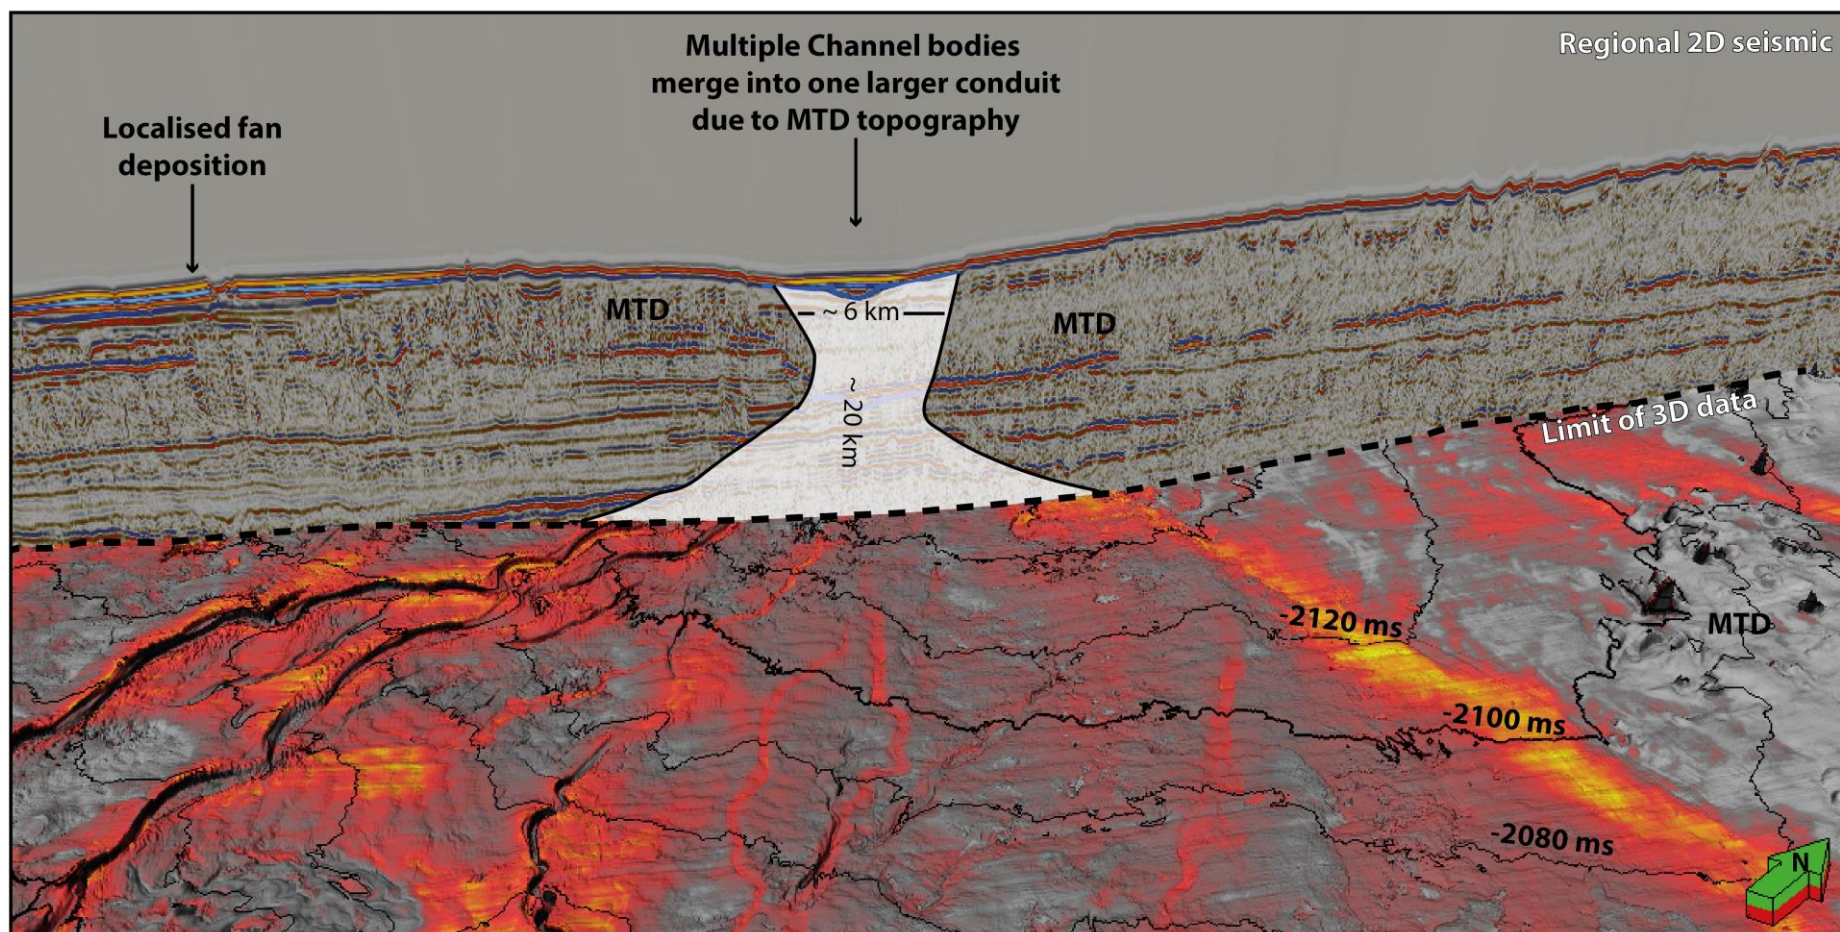 Regional 2D seismic
Multiple Channel bodies
merge into one larger conduit
due to MTD topography
Localised fan
deposition
MTD
~ 6 km
MTD
~ 20 km
Limit of 3D data
-2120 ms
MTD
-2100 ms
-2080 ms
N